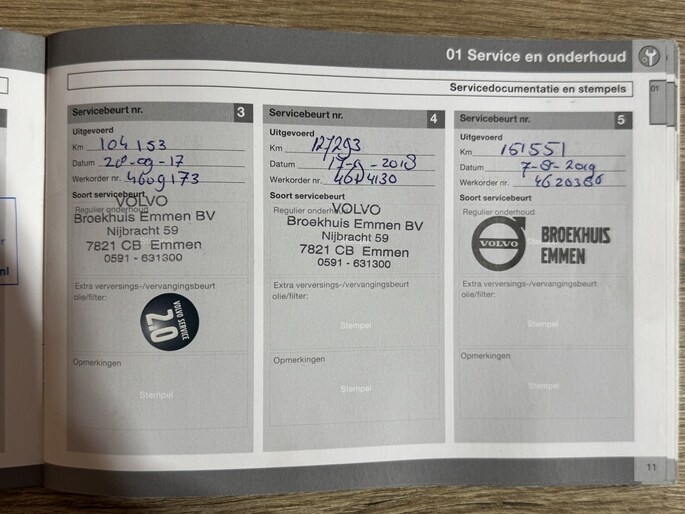 01 Service en onderhoud
Servicedocumentatie en stempels
01
Servicebeurt nr. 3
Uitgevoerd
Km 104153
Datum 20-09-17
Werkorder nr. 4609173
Soort servicebeurt
Regulier onderhoud
VOLVO
Broekhuis Emmen BV
Nijbracht 59
7821 CB Emmen
0591 - 631300
Extra verversings-/vervangingsbeurt
olie/filter:
VOLVO SERVICE
2.0
Opmerkingen
Stempel
Servicebeurt nr. 4
Uitgevoerd
Km 127293
Datum 17-9-2018
Werkorder nr. 4614130
Soort servicebeurt
Regulier onderhoud
VOLVO
Broekhuis Emmen BV
Nijbracht 59
7821 CB Emmen
0591 - 631300
Extra verversings-/vervangingsbeurt
olie/filter:
Stempel
Opmerkingen
Stempel
Servicebeurt nr. 5
Uitgevoerd
Km 151551
Datum 7-8-2019
Werkorder nr.
Soort servicebeurt
Regulier onderhoud
VOLVO
BROEKHUIS
EMMEN
Extra verversings-/vervangingsbeurt
olie/filter:
Stempel
Opmerkingen
Stempel
11